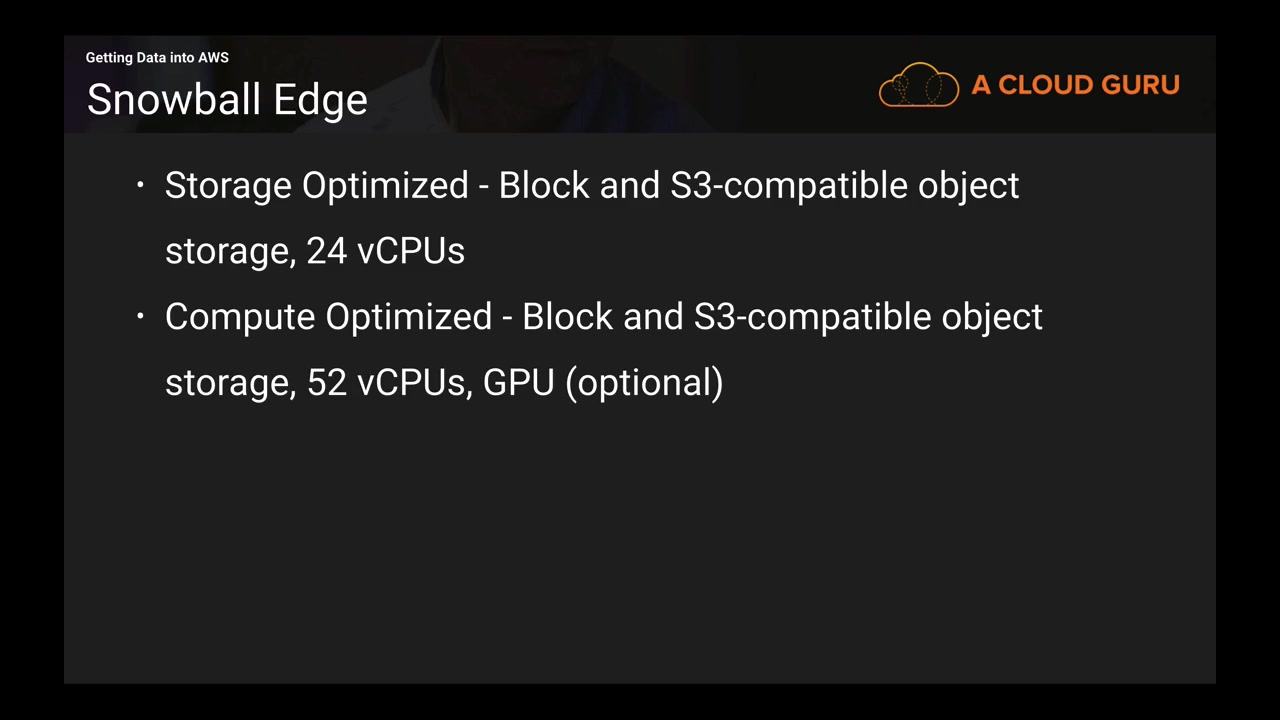 Getting Data into AWS
Snowball Edge
A CLOUD GURU
• Storage Optimized - Block and S3-compatible object
storage, 24 vCPUs
• Compute Optimized - Block and S3-compatible object
storage, 52 vCPUs, GPU (optional)